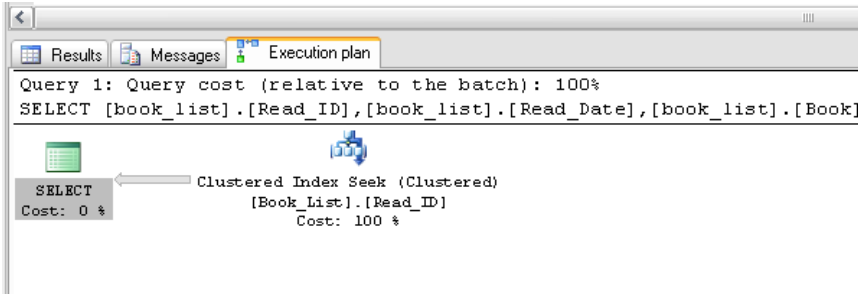 Results Messages Execution plan
Query 1: Query cost (relative to the batch): 100%
SELECT [book_list].[Read_ID],[book_list].[Read_Date],[book_list].[Book]
Clustered Index Seek (Clustered)
[Book_List].[Read_ID]
Cost: 100 %
SELECT
Cost: 0 %